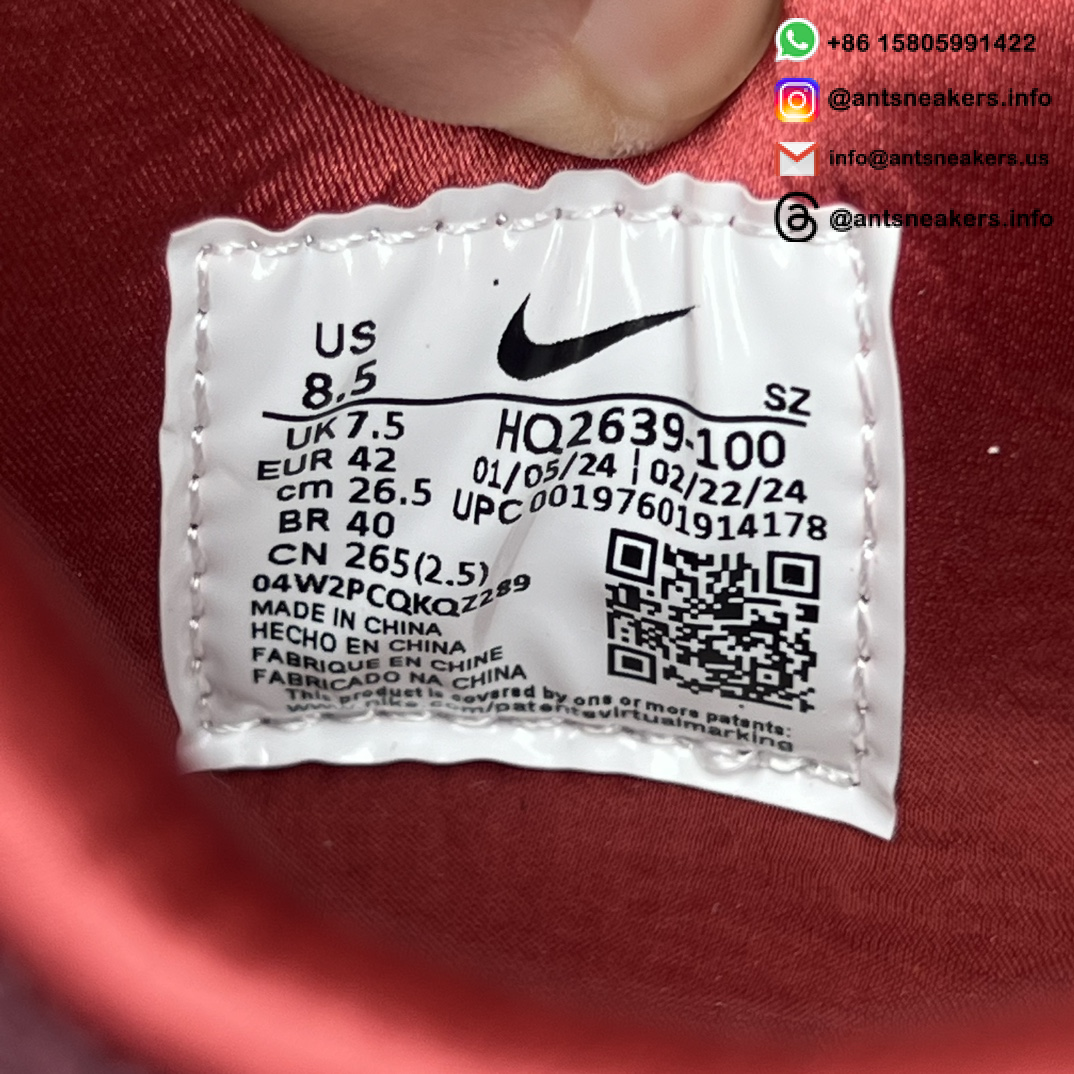 +86 15805991422
@antsneakers.info
info@antsneakers.us
@antsneakers.info
US
8.5
SZ
UK 7.5
EUR 42
cm 26.5
BR 40
CN 265(2.5)
HQ2639-100
01/05/24 | 02/22/24
UPC 00197601914178
04W2PCQKQZ289
MADE IN CHINA
HECHO EN CHINA
FABRIQUE EN CHINE
FABRICADO NA CHINA
This product is covered by one or more patents:
www.nike.com/patentsvirtualmarking